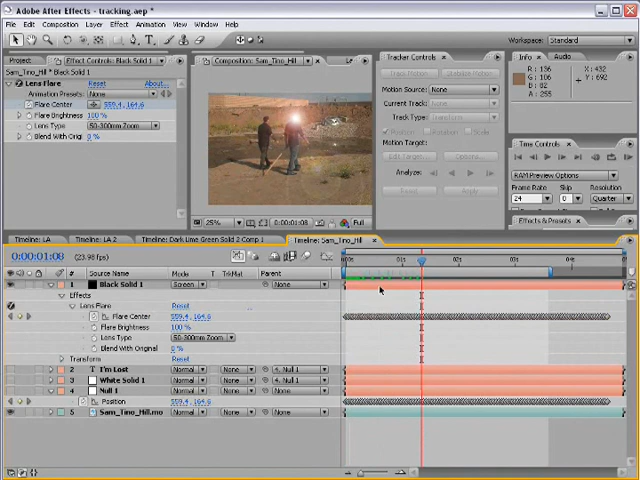 Adobe After Effects - tracking.aep *
File Edit Composition Layer Effect Animation View Window Help
Workspace: Standard
Project Effect Controls: Black Solid 1
Sam_Tino_Hill * Black Solid 1
Lens Flare Reset About...
Animation Presets: None
Flare Center 559.4, 164.6
Flare Brightness 100 %
Lens Type 50-300mm Zoom
Blend With Origi 0 %
Composition: Sam_Tino_Hill
25% 0:00:01:08 Full
Tracker Controls
Track Motion Stabilize Motion
Motion Source: None
Current Track: None
Track Type: Transform
Position Rotation Scale
Motion Target:
Edit Target... Options...
Analyze:
Reset Apply
Info Audio
R: 136 X: 432
G: 106 Y: 692
B: 82
A: 255
Time Controls
RAM Preview Options
Frame Rate Skip Resolution
24 0 Quarter
Effects & Presets
Timeline: LA Timeline: LA 2 Timeline: Dark Lime Green Solid 2 Comp 1 Timeline: Sam_Tino_Hill
0:00:01:08 (23.98 fps)
# Source Name Mode T TrkMat Parent
1 Black Solid 1 Screen None
Effects
Lens Flare Reset
Flare Center 559.4, 164.6
Flare Brightness 100 %
Lens Type 50-300mm Zoom
Blend With Original 0 %
Transform Reset
2 I'm Lost Normal None 4. Null 1
3 White Solid 1 Normal None 4. Null 1
4 Null 1 Normal None None
Position 559.4, 164.6
5 Sam_Tino_Hill.mo Normal None None